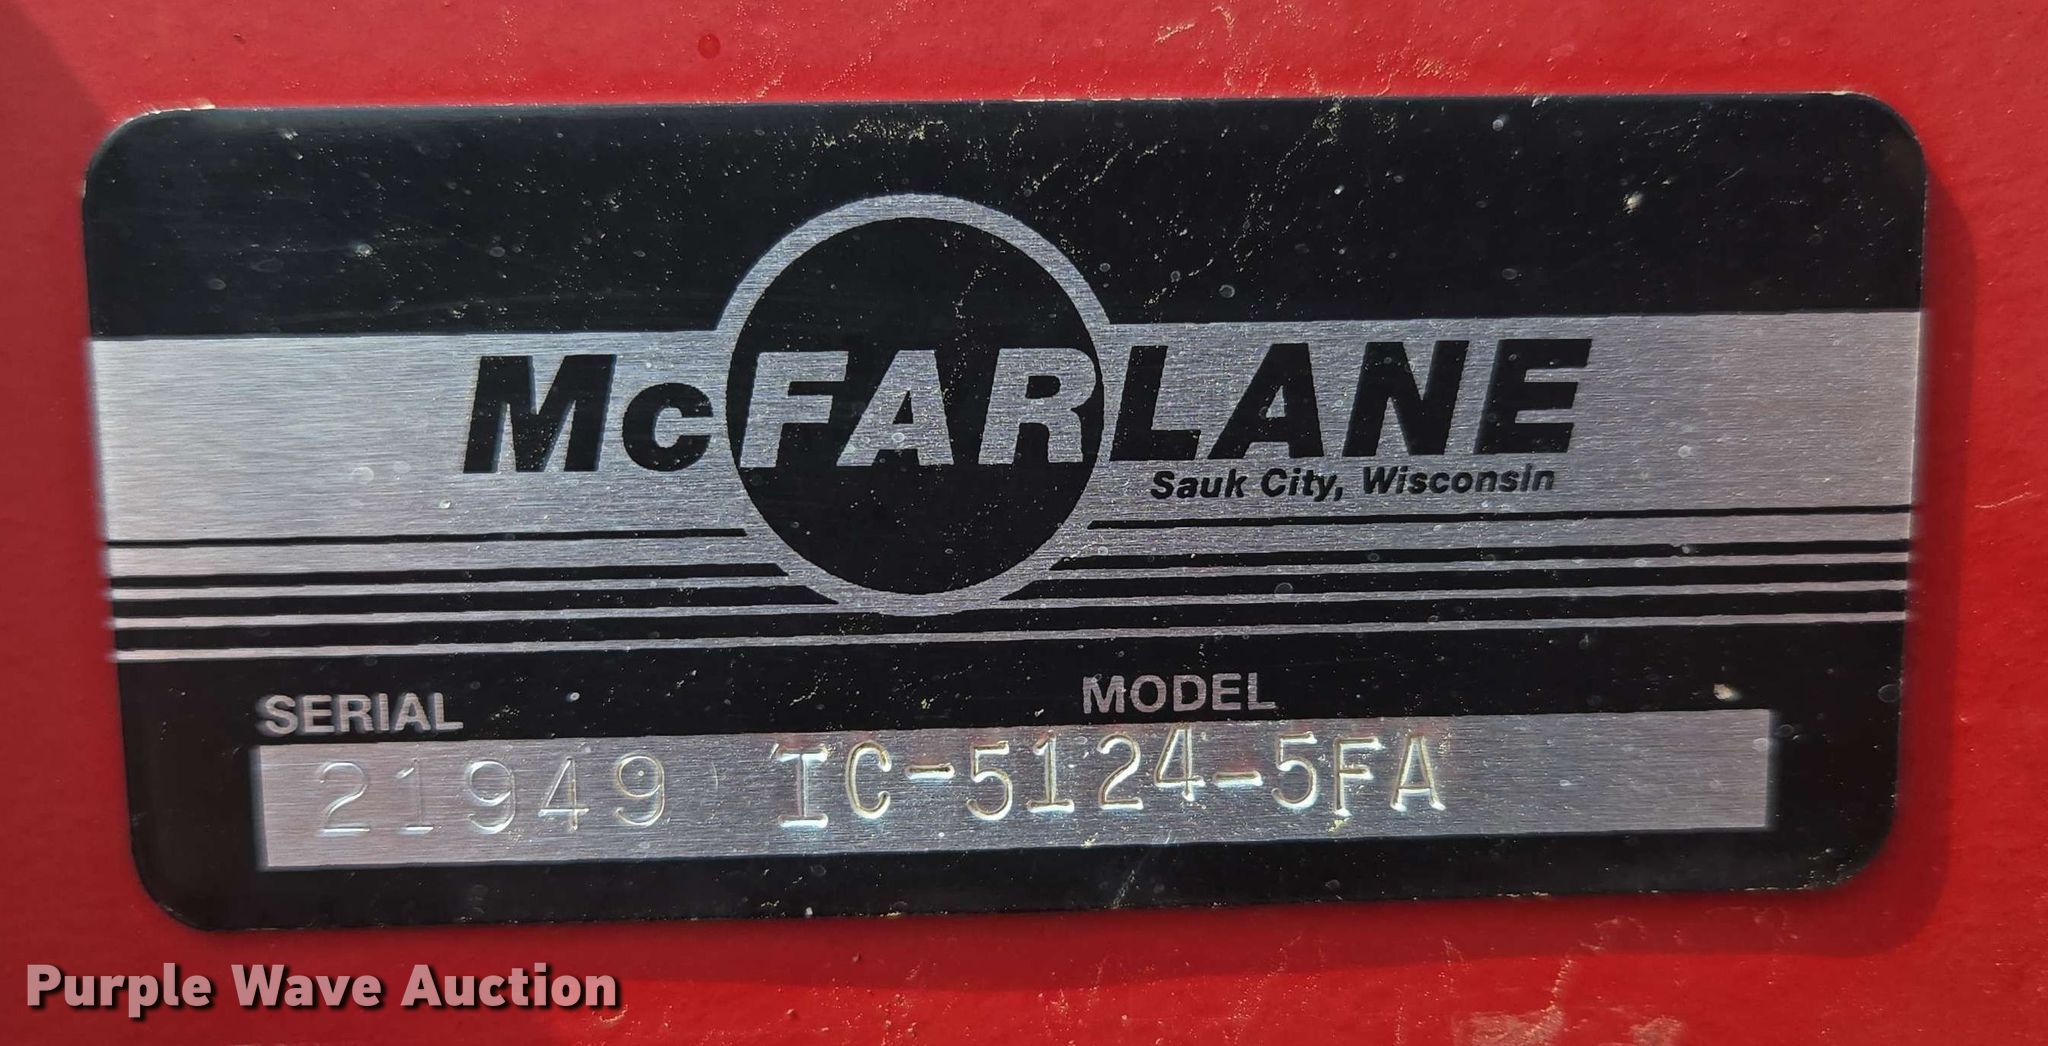 McFARLANE
Sauk City, Wisconsin
SERIAL MODEL
21949 IC-5124-5FA
Purple Wave Auction